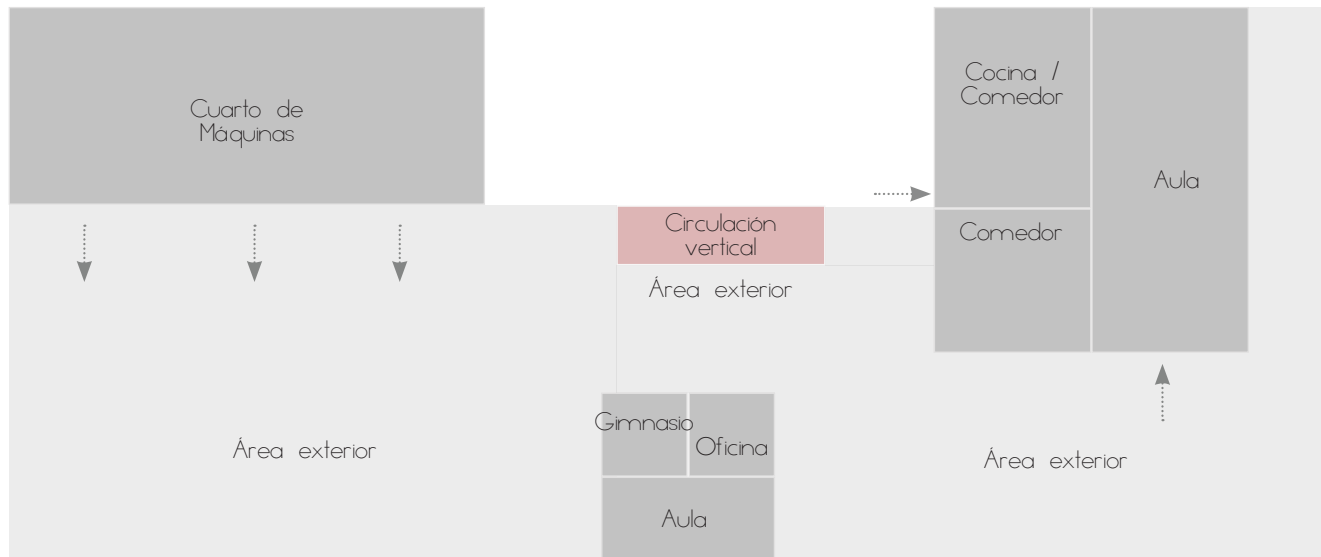 Cuarto de
Máquinas
Cocina /
Comedor
Aula
Circulación
vertical
Comedor
Área exterior
Gimnasio
Oficina
Área exterior
Área exterior
Aula